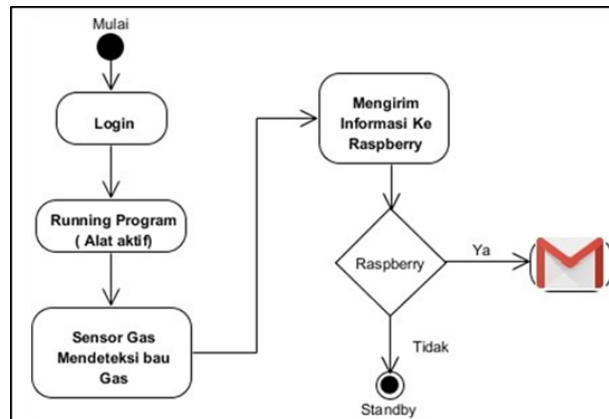 Mulai
Login
Running Program
( Alat aktif)
Sensor Gas
Mendeteksi bau
Gas
Mengirim
Informasi Ke
Raspberry
Raspberry
Ya
Tidak
Standby